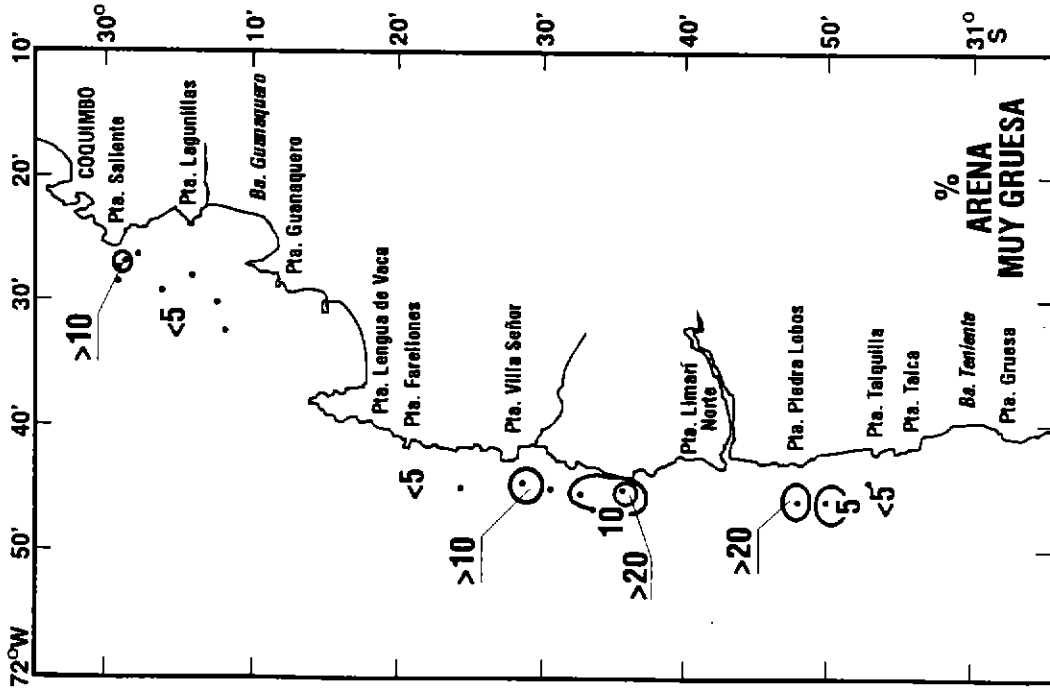 72°W
50'
40'
30'
20'
10'
30°
10'
20'
30'
40'
50'
31°
S
COQUIMBO
Pta. Saliente
Pta. Lagunillas
Ba. Guanaquero
Pta. Guanaquero
Pta. Lengua de Vaca
Pta. Farellones
Pta. Villa Señor
Pta. Limarí
Norte
Pta. Piedra Lobos
Pta. Talquilla
Pta. Talca
Ba. Teniente
Pta. Gruesa
>10
<5
<5
>10
10
>20
>20
5
<5
%
ARENA
MUY GRUESA